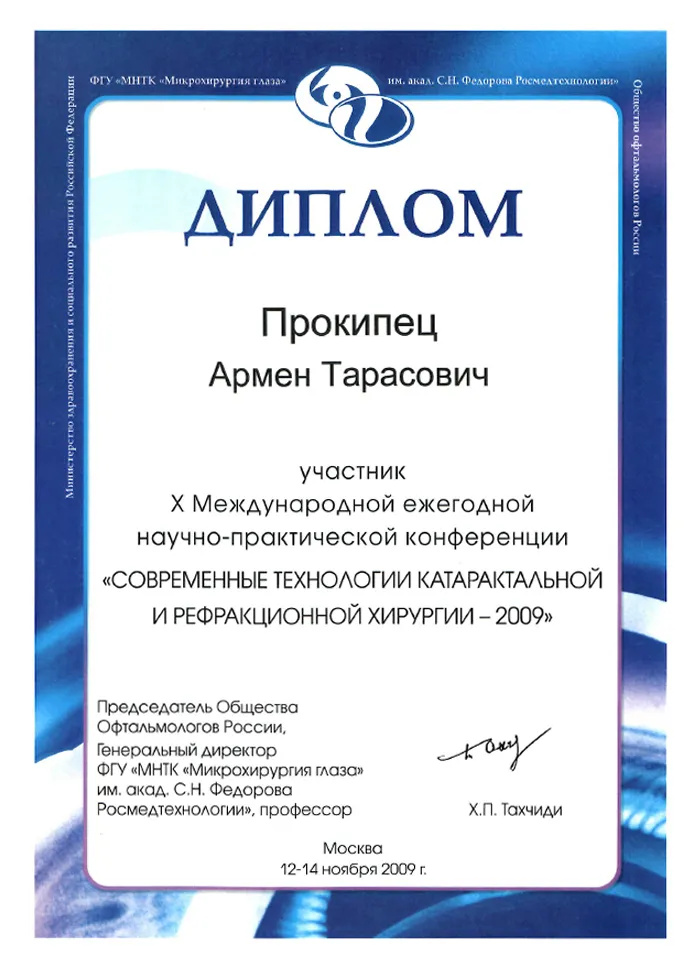 ФГУ «МНТК «Микрохирургия глаза»
им. акад. С.Н. Федорова Росмедтехнологии»
Министерство здравоохранения и социального развития Российской Федерации
Общество офтальмологов России
ДИПЛОМ
Прокипец
Армен Тарасович
участник
X Международной ежегодной
научно-практической конференции
«СОВРЕМЕННЫЕ ТЕХНОЛОГИИ КАТАРАКТАЛЬНОЙ
И РЕФРАКЦИОННОЙ ХИРУРГИИ – 2009»
Председатель Общества
Офтальмологов России,
Генеральный директор
ФГУ «МНТК «Микрохирургия глаза»
им. акад. С.Н. Федорова
Росмедтехнологии», профессор
Х.П. Тахчиди
Москва
12-14 ноября 2009 г.